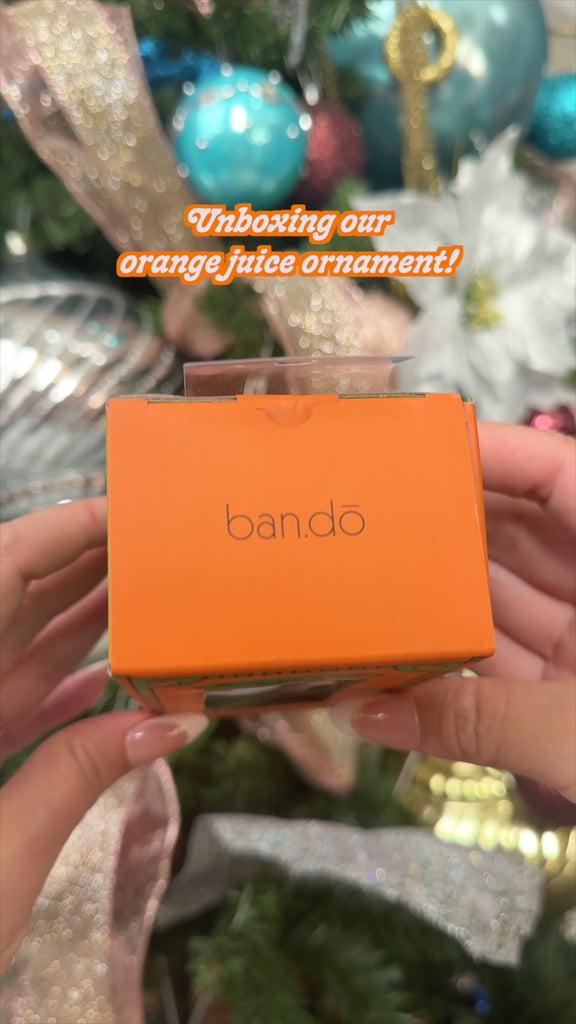 Unboxing our
orange juice ornament!
ban.dō